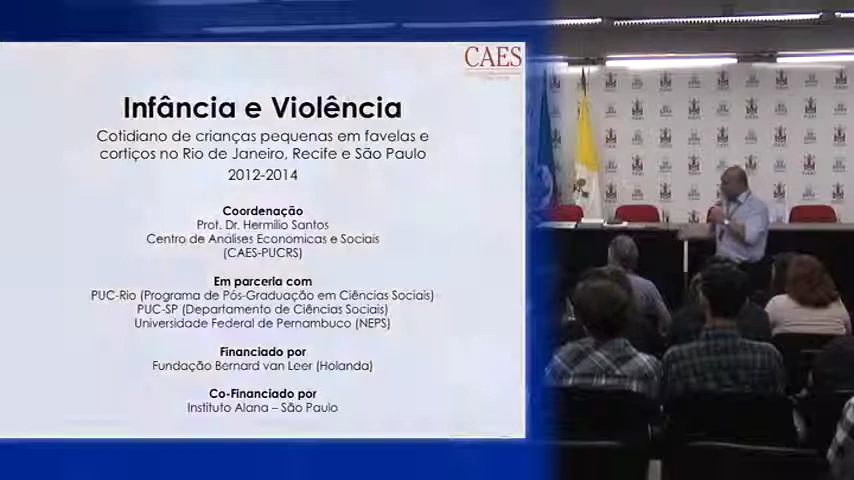 CAES
Infância e Violência
Cotidiano de crianças pequenas em favelas e
cortiços no Rio de Janeiro, Recife e São Paulo
2012-2014
Coordenação
Prof. Dr. Hermílio Santos
Centro de Análises Economicas e Sociais
(CAES-PUCRS)
Em parceria com
PUC-Rio (Programa de Pós-Graduação em Ciências Sociais)
PUC-SP (Departamento de Ciências Sociais)
Universidade Federal de Pernambuco (NEPS)
Financiado por
Fundação Bernard van Leer (Holanda)
Co-Financiado por
Instituto Alana – São Paulo